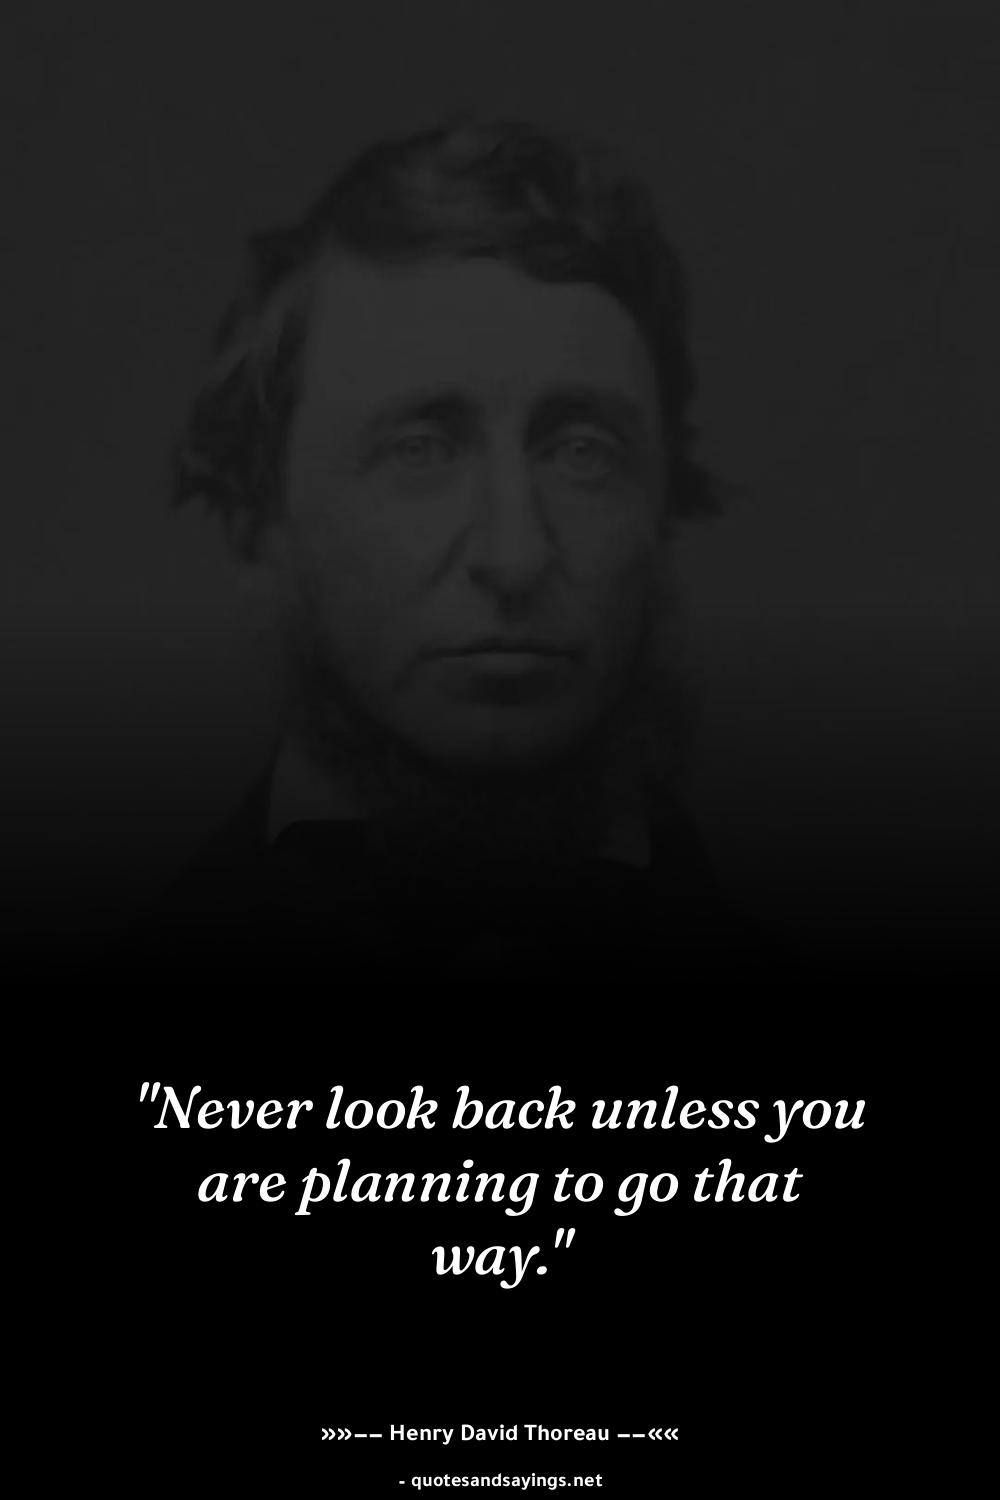 "Never look back unless you
are planning to go that
way."
»»–– Henry David Thoreau ––««
- quotesandsayings.net